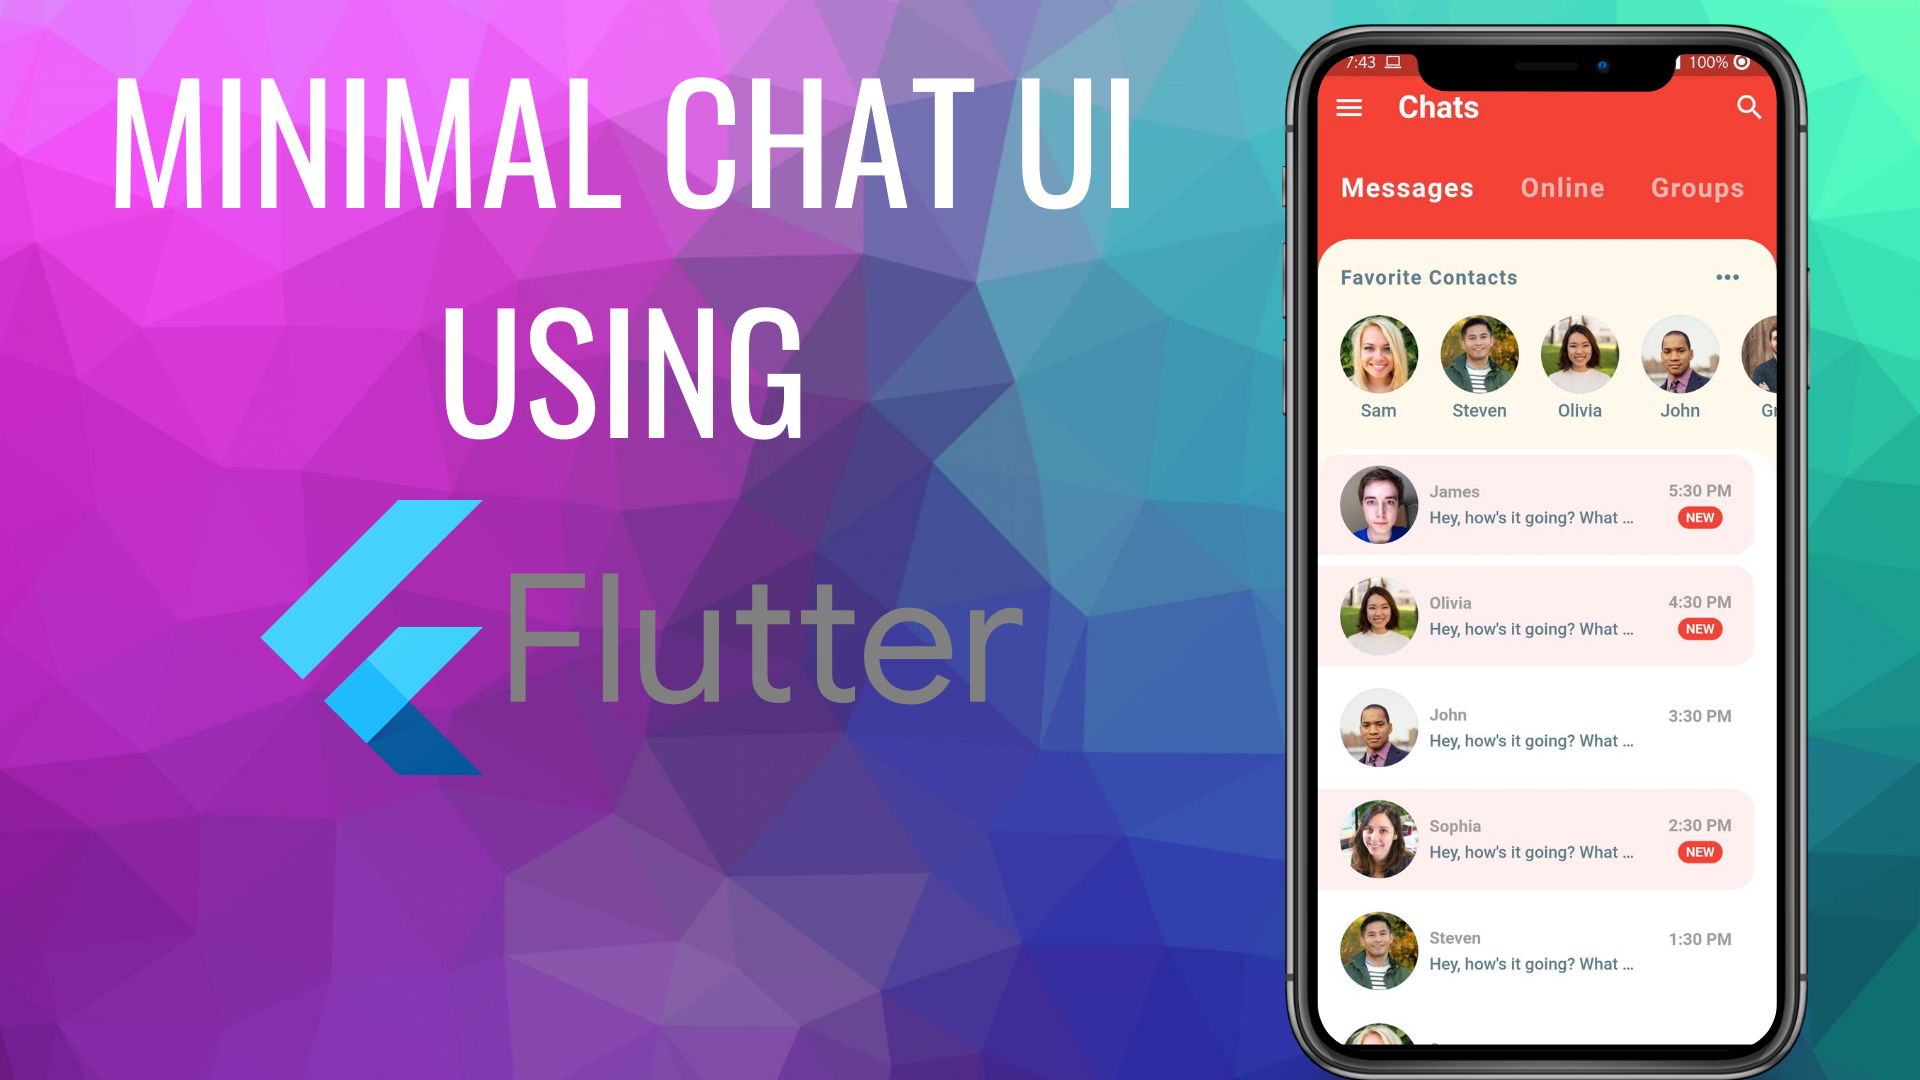 MINIMAL CHAT UI
USING
Flutter
7:43 100%
Chats
Messages Online Groups
Favorite Contacts
Sam Steven Olivia John
James 5:30 PM
Hey, how's it going? What ... NEW
Olivia 4:30 PM
Hey, how's it going? What ... NEW
John 3:30 PM
Hey, how's it going? What ...
Sophia 2:30 PM
Hey, how's it going? What ... NEW
Steven 1:30 PM
Hey, how's it going? What ...